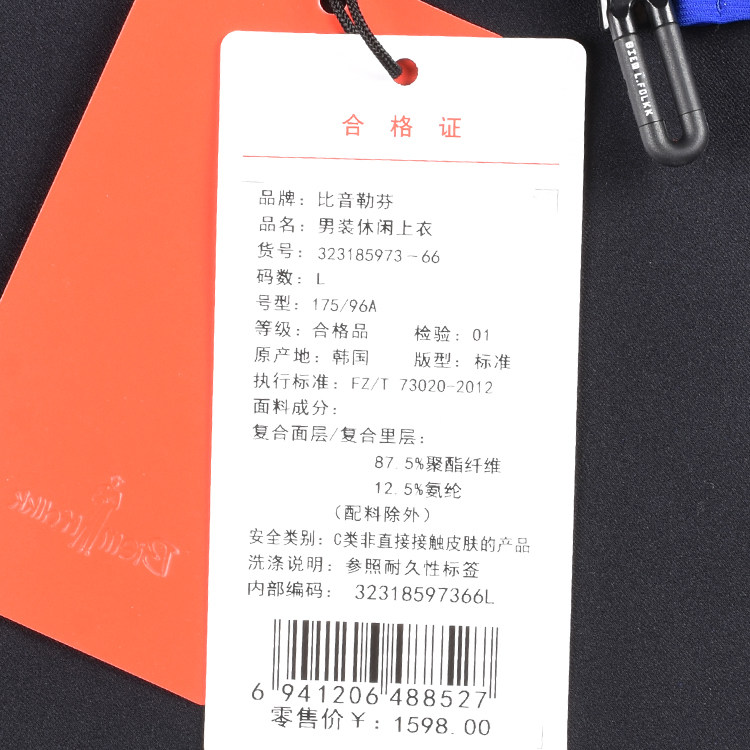 合格证
品牌：比音勒芬
品名：男装休闲上衣
货号：323185973-66
码数：L
号型：175/96A
等级：合格品 检验：01
原产地：韩国 版型：标准
执行标准：FZ/T 73020-2012
面料成分：
复合面层/复合里层：
87.5%聚酯纤维
12.5%氨纶
（配料除外）
安全类别：C类非直接接触皮肤的产品
洗涤说明：参照耐久性标签
内部编码：32318597366L
6 941206 488527
零售价￥：1598.00